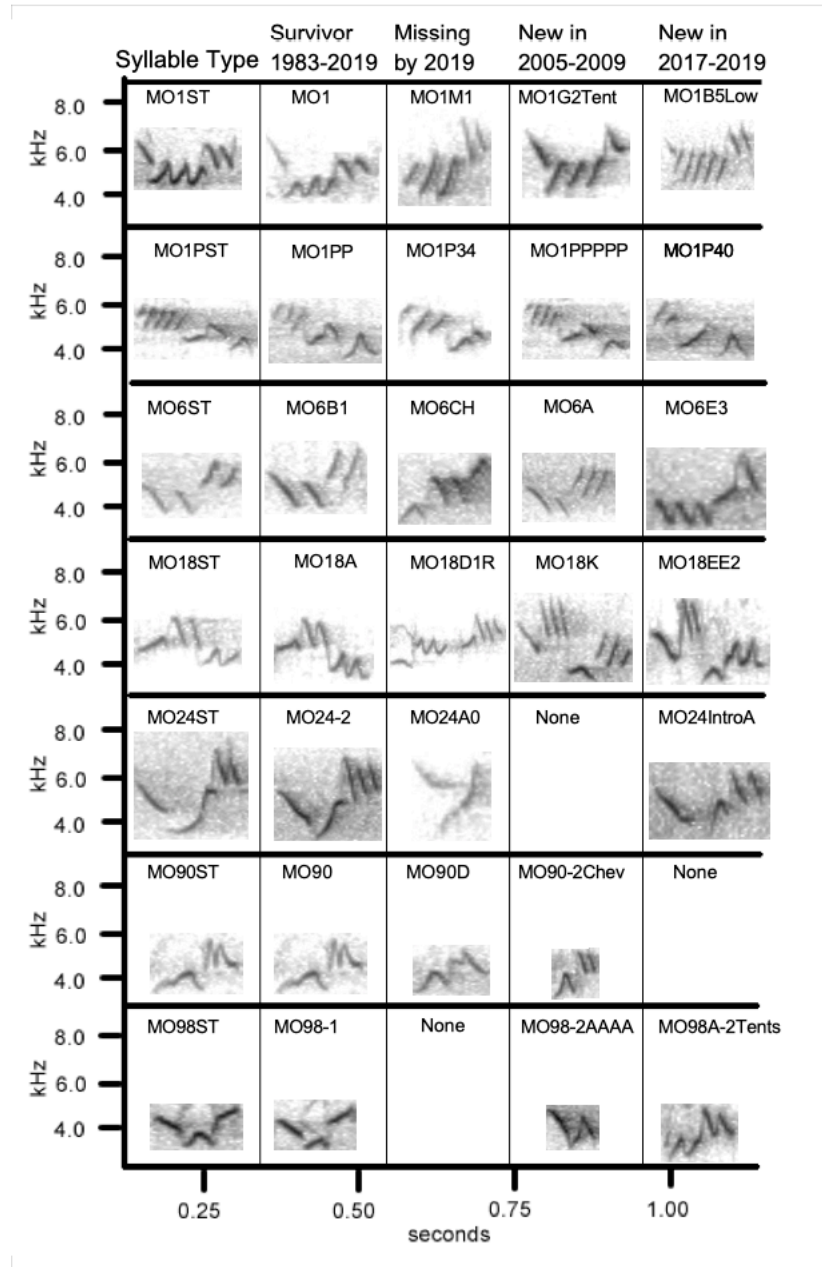 Syllable Type
Survivor 1983-2019
Missing by 2019
New in 2005-2009
New in 2017-2019
kHz 8.0 6.0 4.0
MO1ST MO1 MO1M1 MO1G2Tent MO1B5Low
kHz 8.0 6.0 4.0
MO1PST MO1PP MO1P34 MO1PPPPP MO1P40
kHz 8.0 6.0 4.0
MO6ST MO6B1 MO6CH MO6A MO6E3
kHz 8.0 6.0 4.0
MO18ST MO18A MO18D1R MO18K MO18EE2
kHz 8.0 6.0 4.0
MO24ST MO24-2 MO24A0 None MO24IntroA
kHz 8.0 6.0 4.0
MO90ST MO90 MO90D MO90-2Chev None
kHz 8.0 6.0 4.0
MO98ST MO98-1 None MO98-2AAAA MO98A-2Tents
0.25 0.50 0.75 1.00
seconds